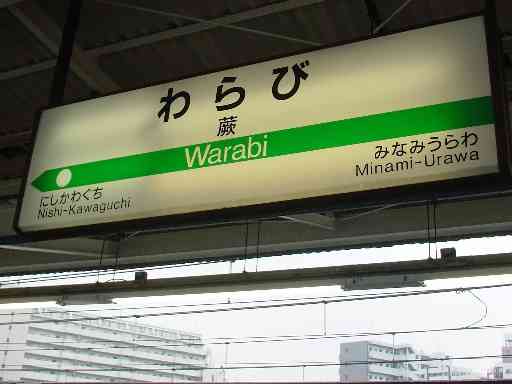 わらび
蕨
Warabi
にしかわぐち
Nishi-Kawaguchi
みなみうらわ
Minami-Urawa